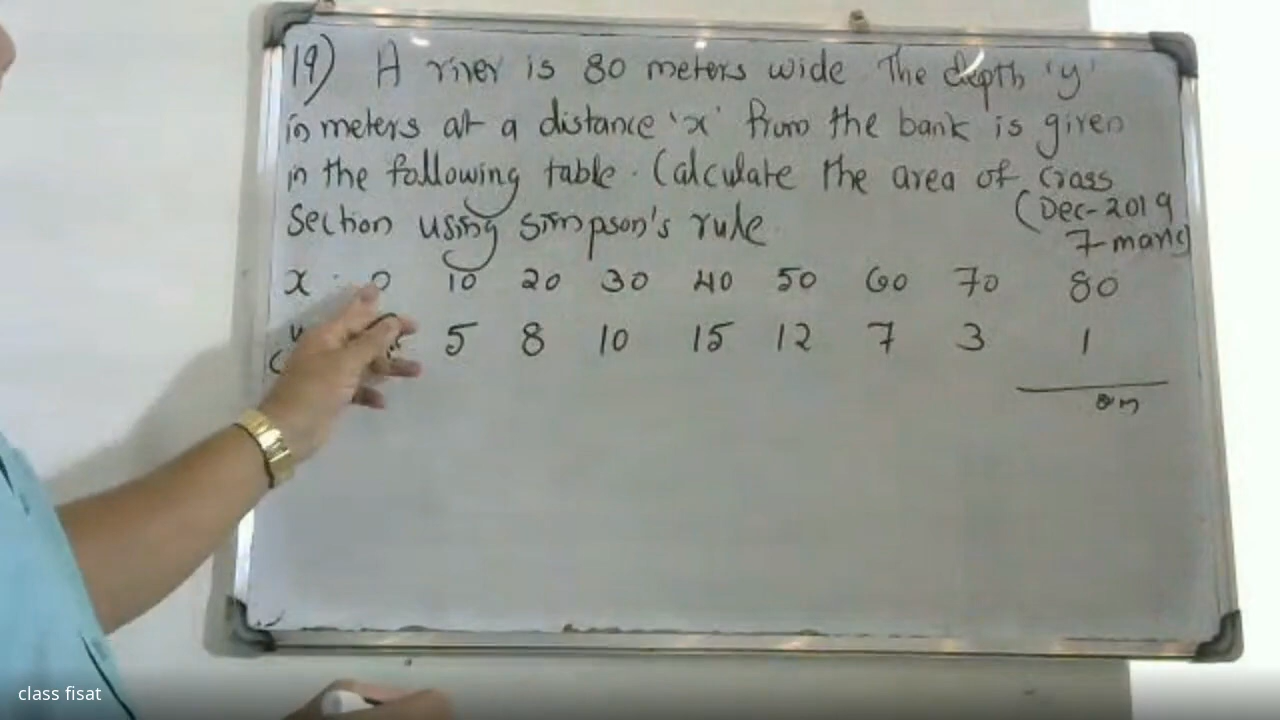 19) A river is 80 meters wide The depth 'y'
in meters at a distance 'x' from the bank is given
in the following table. Calculate the area of cross
section using simpson's rule
(Dec-2019
7 marks)
x 0 10 20 30 40 50 60 70 80
y 5 8 10 15 12 7 3 1
class fisat